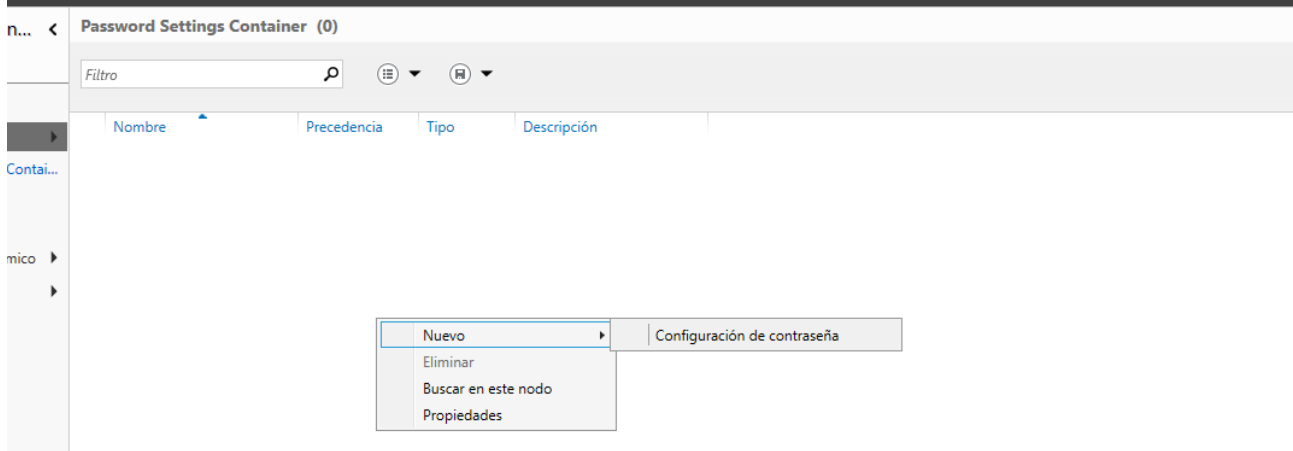 n... Password Settings Container (0)
Filtro
Nombre Precedencia Tipo Descripción
Contai...
mico
Nuevo Configuración de contraseña
Eliminar
Buscar en este nodo
Propiedades